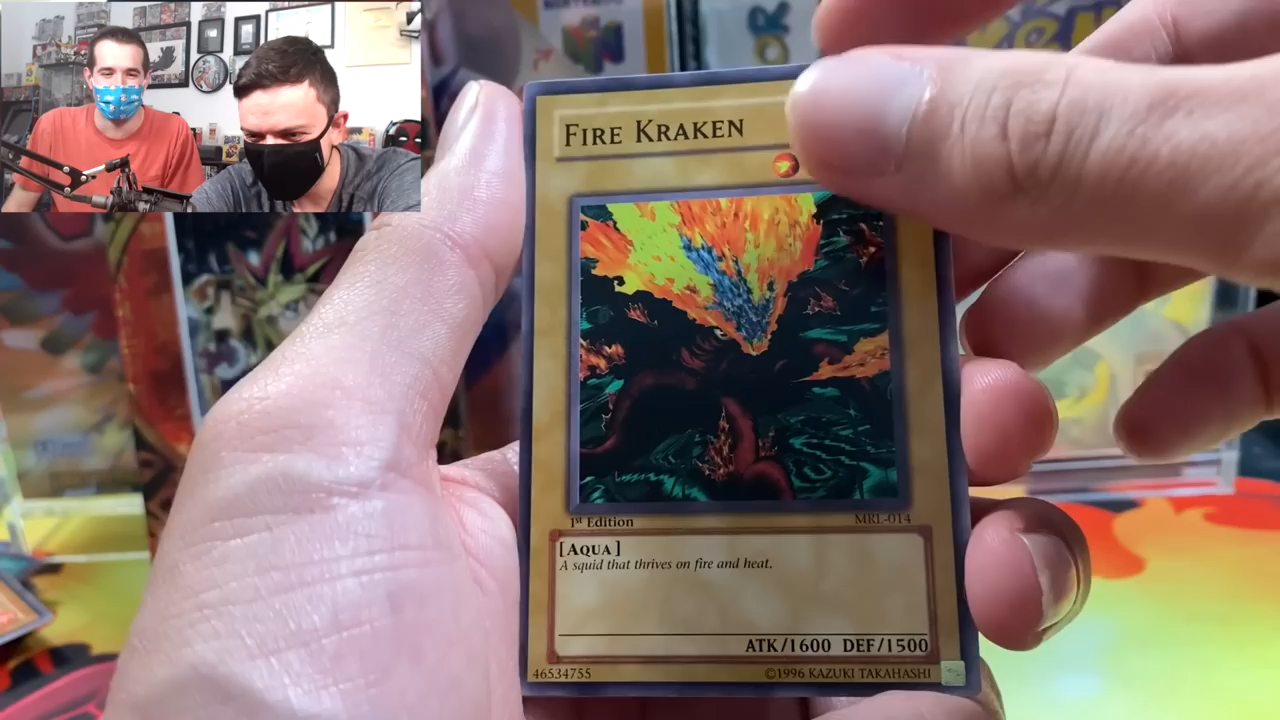 FIRE KRAKEN
1st Edition
MRL-014
[AQUA]
A squid that thrives on fire and heat.
ATK/1600 DEF/1500
46534755
©1996 KAZUKI TAKAHASHI